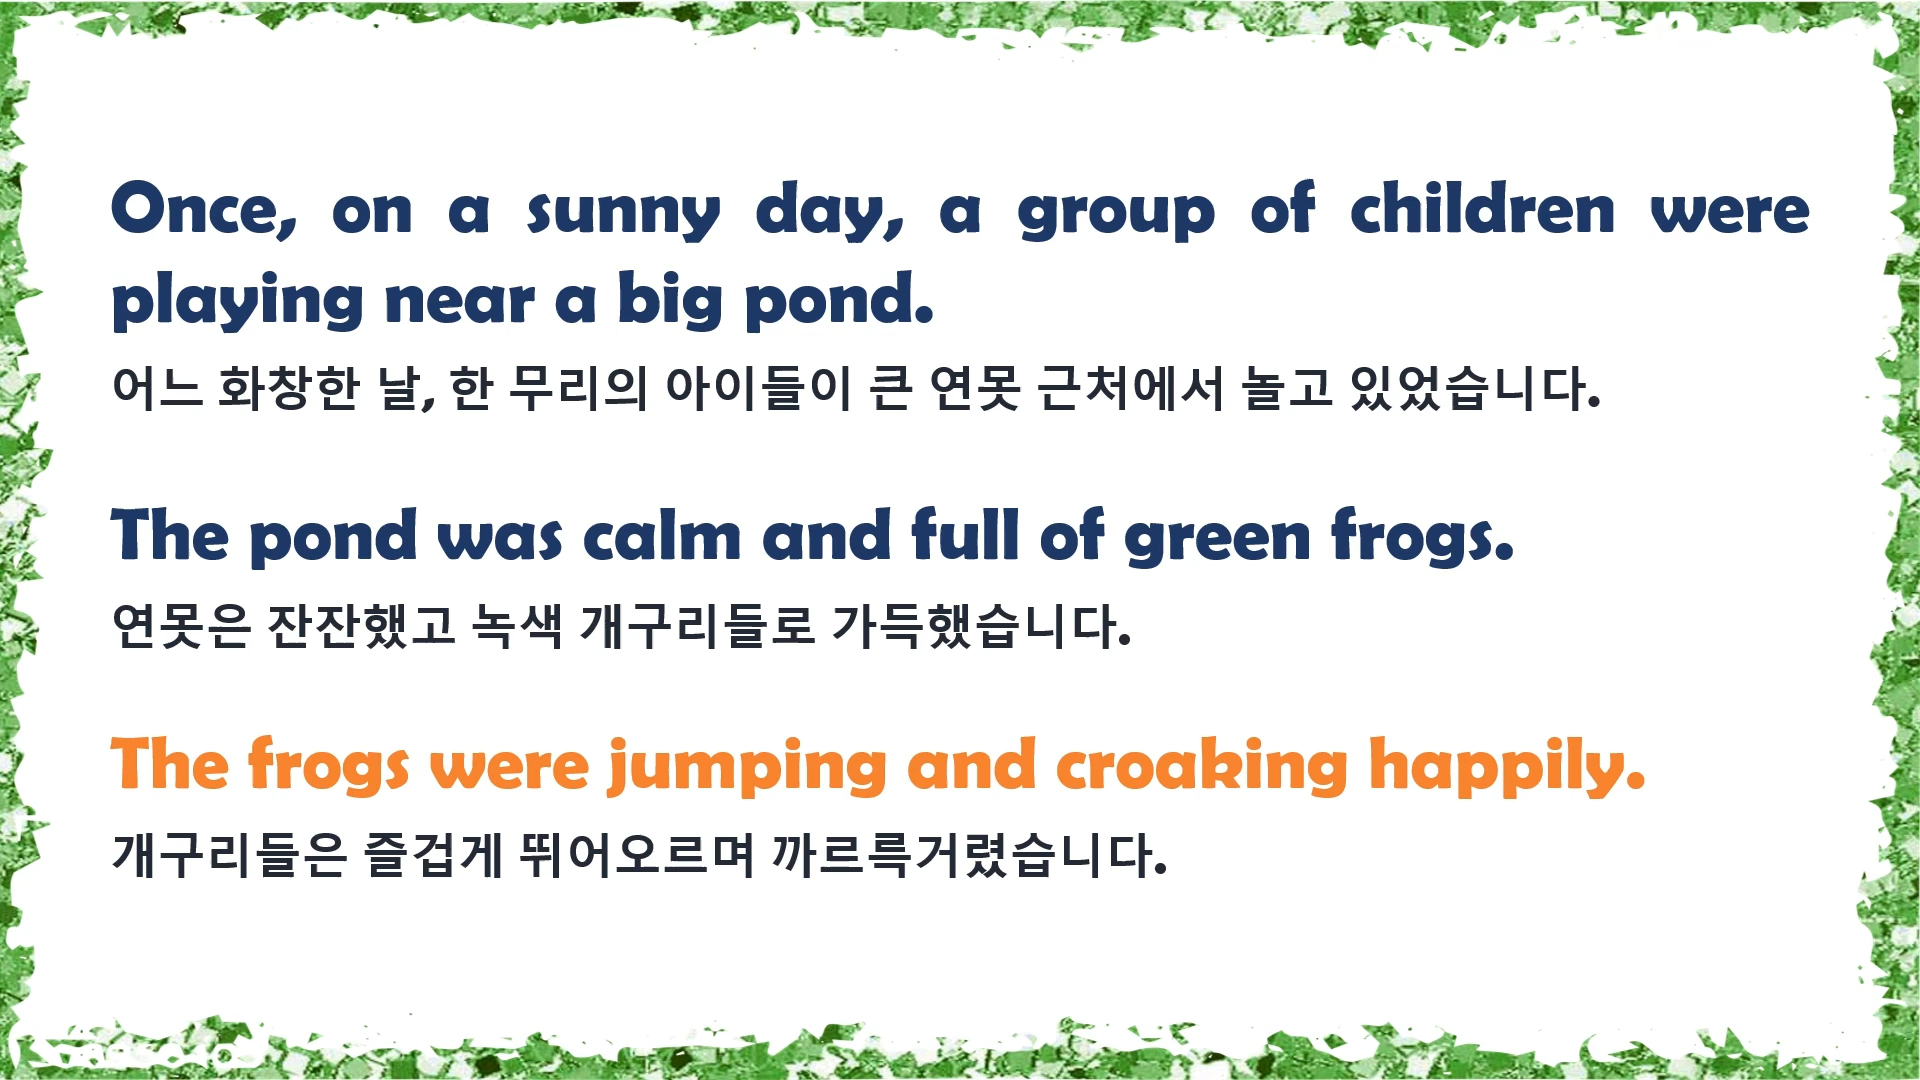 Once, on a sunny day, a group of children were
playing near a big pond.
어느 화창한 날, 한 무리의 아이들이 큰 연못 근처에서 놀고 있었습니다.
The pond was calm and full of green frogs.
연못은 잔잔했고 녹색 개구리들로 가득했습니다.
The frogs were jumping and croaking happily.
개구리들은 즐겁게 뛰어오르며 까르륵거렸습니다.